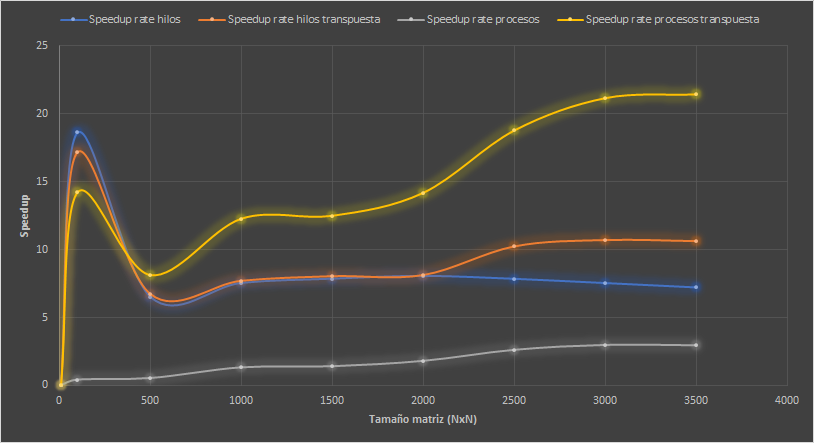 Speedup rate hilos Speedup rate hilos transpuesta Speedup rate procesos Speedup rate procesos transpuesta
25
20
15
10
5
0
Speedup
0 500 1000 1500 2000 2500 3000 3500 4000
Tamaño matriz (NxN)